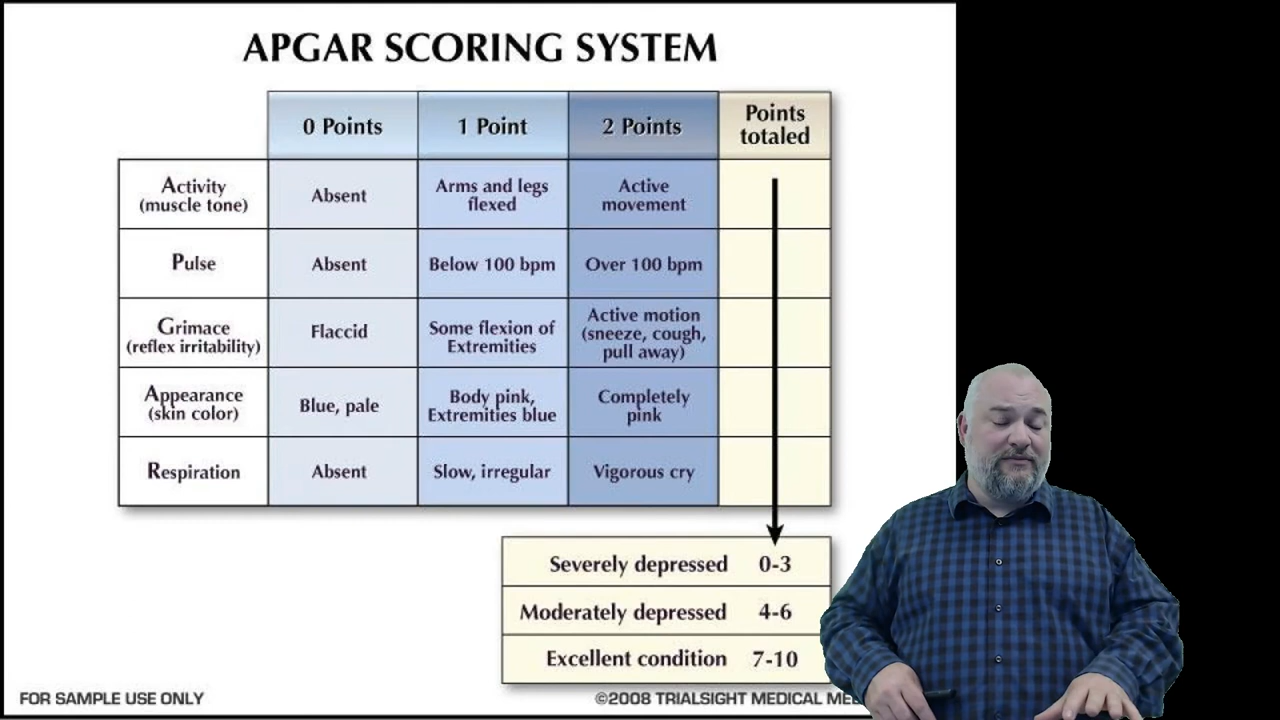 APGAR SCORING SYSTEM
0 Points
1 Point
2 Points
Points
totaled
Activity
(muscle tone)
Absent
Arms and legs
flexed
Active
movement
Pulse
Absent
Below 100 bpm
Over 100 bpm
Grimace
(reflex irritability)
Flaccid
Some flexion of
Extremities
Active motion
(sneeze, cough,
pull away)
Appearance
(skin color)
Blue, pale
Body pink,
Extremities blue
Completely
pink
Respiration
Absent
Slow, irregular
Vigorous cry
Severely depressed 0-3
Moderately depressed 4-6
Excellent condition 7-10
FOR SAMPLE USE ONLY
©2008 TRIALSIGHT MEDICAL